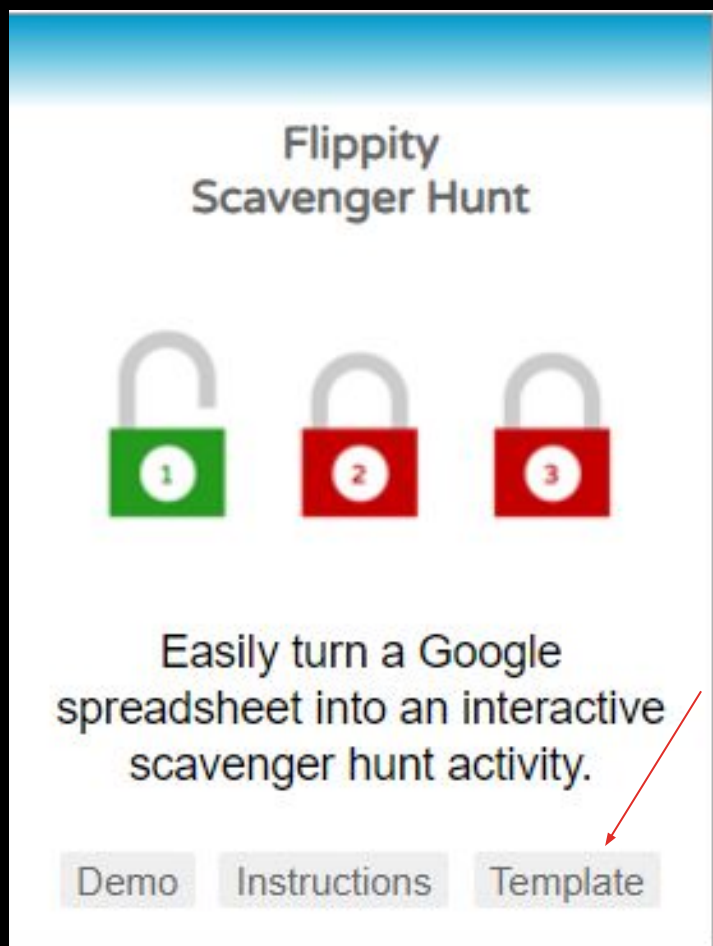 Flippity
Scavenger Hunt
1 2 3
Easily turn a Google
spreadsheet into an interactive
scavenger hunt activity.
Demo Instructions Template